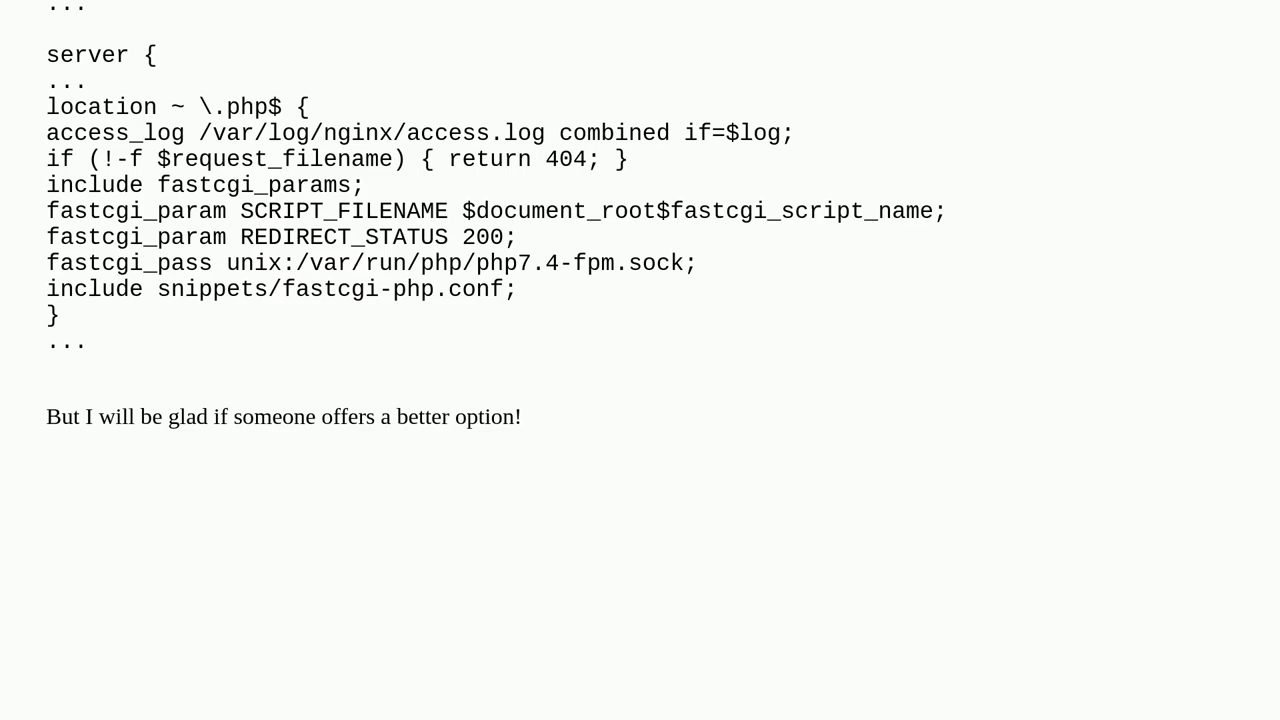 ...
server {
...
location ~ \.php$ {
access_log /var/log/nginx/access.log combined if=$log;
if (!-f $request_filename) { return 404; }
include fastcgi_params;
fastcgi_param SCRIPT_FILENAME $document_root$fastcgi_script_name;
fastcgi_param REDIRECT_STATUS 200;
fastcgi_pass unix:/var/run/php/php7.4-fpm.sock;
include snippets/fastcgi-php.conf;
}
...
But I will be glad if someone offers a better option!